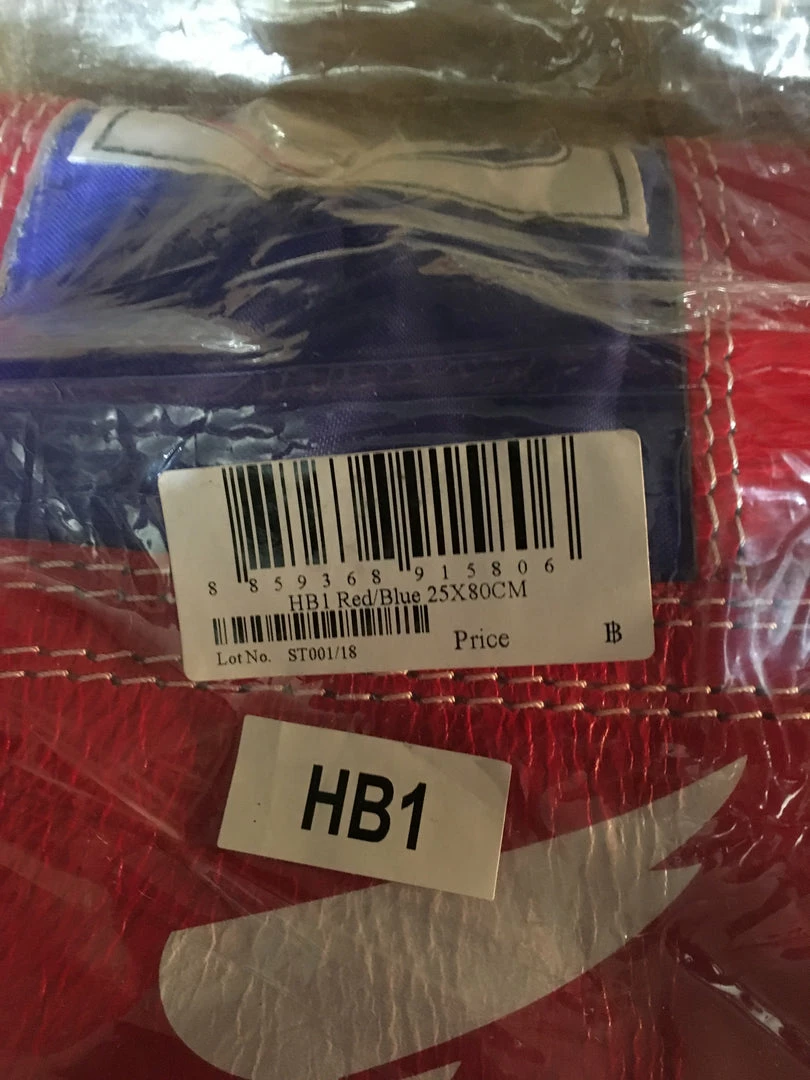 8 859368 915806
HB1 Red/Blue 25X80CM
Lot No. ST001/18
Price ฿
HB1